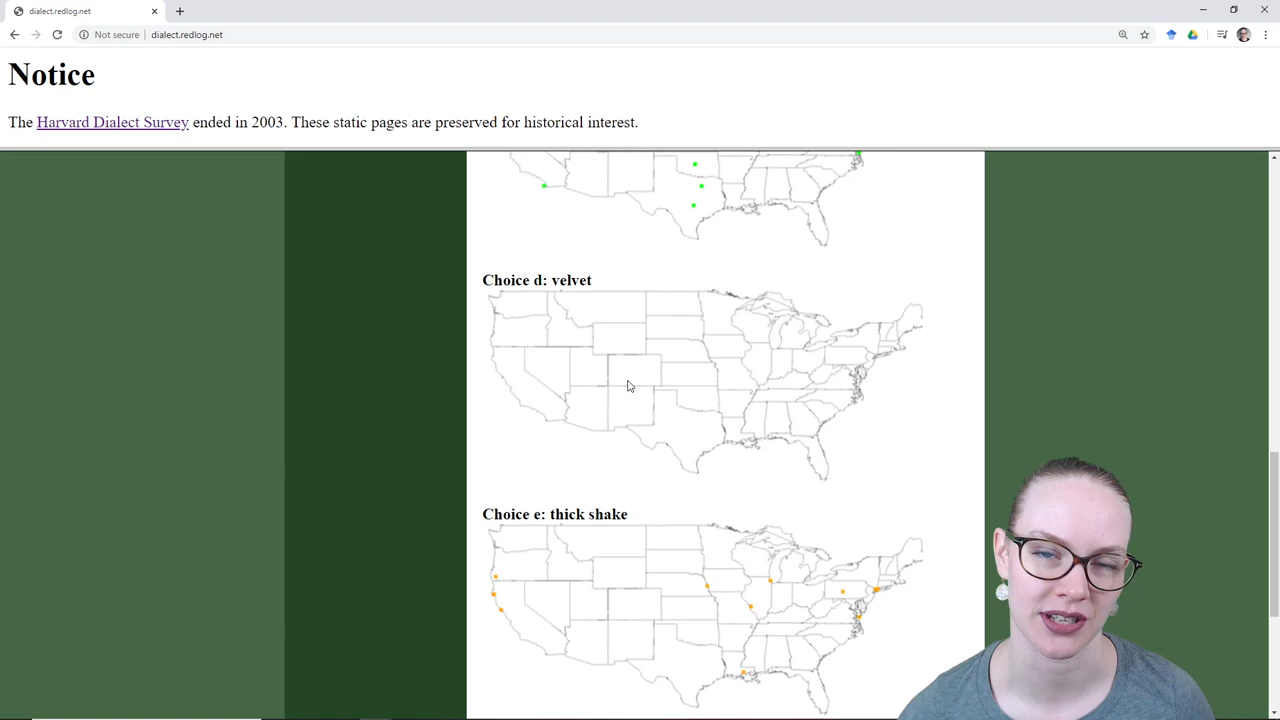 dialect.redlog.net
Not secure
dialect.redlog.net
Notice
The Harvard Dialect Survey ended in 2003. These static pages are preserved for historical interest.
Choice d: velvet
Choice e: thick shake